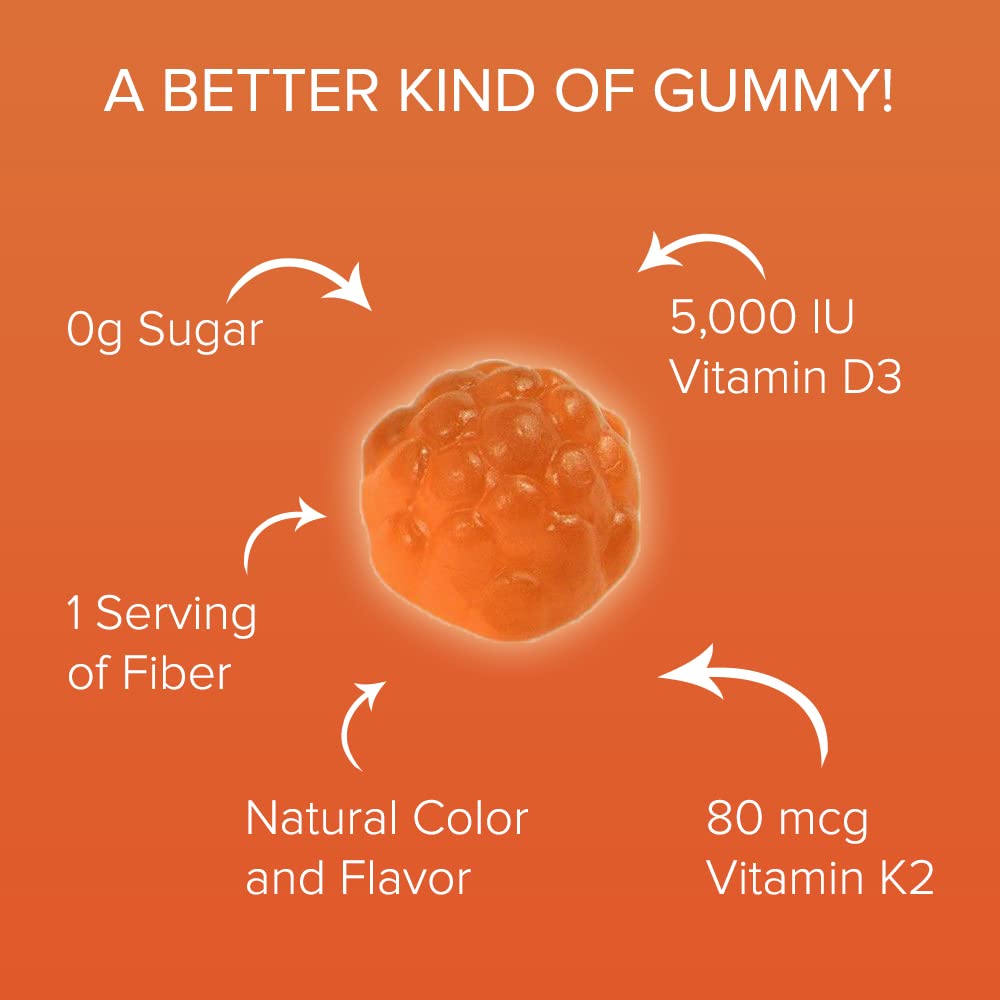 A BETTER KIND OF GUMMY!
0g Sugar
5,000 IU
Vitamin D3
1 Serving
of Fiber
Natural Color
and Flavor
80 mcg
Vitamin K2